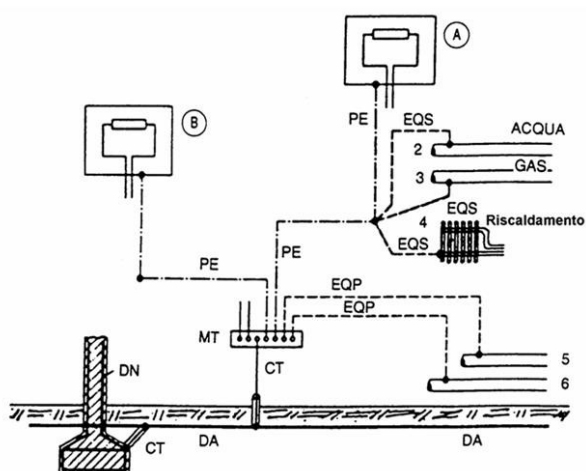 A
B
PE
EQS
ACQUA
2
GAS
3
4
EQS
Riscaldamento
EQS
PE
PE
EQP
EQP
MT
CT
5
6
DN
CT
DA
DA